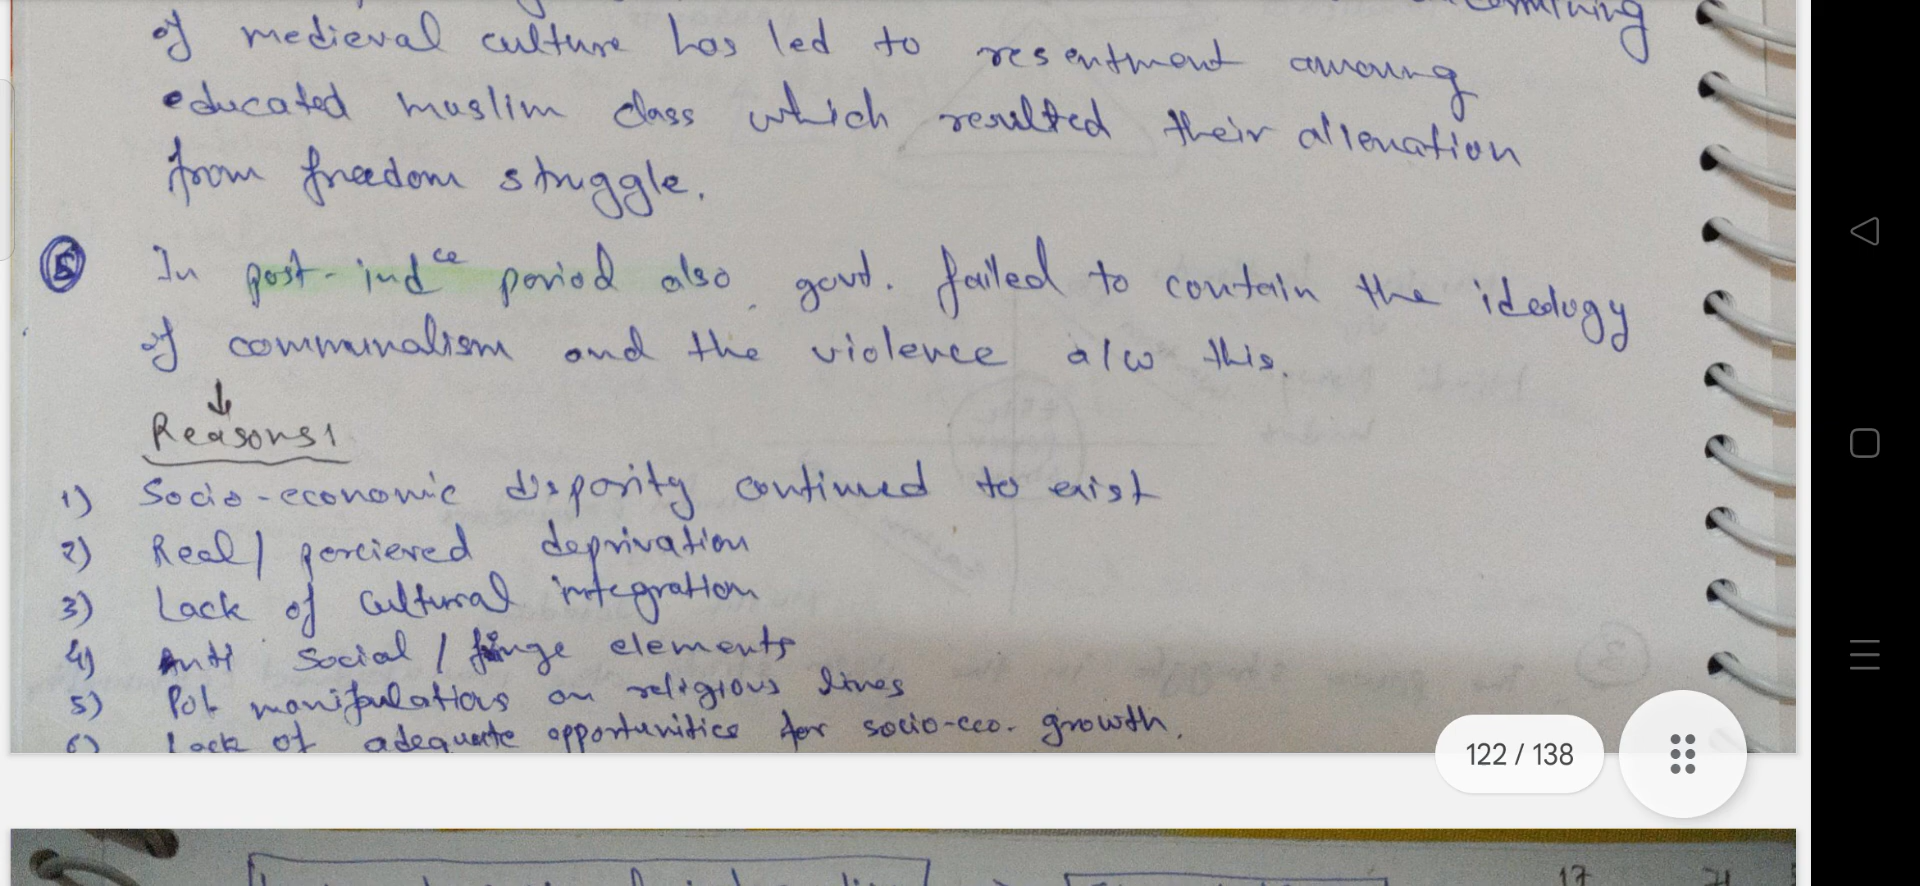 of medieval culture has led to resentment amoung
educated muslim class which resulted their alienation
from freedom struggle.
5 In post-indce period also govt. failed to contain the ideology
of communalism and the violence a/w this.
↓
Reasons:
1) Socio-economic disparity continued to exist
2) Real / percieved deprivation
3) Lack of Cultural integration
4) Anti Social / fringe elements
5) Pol manipulations on religious lines
6) Lack of adequate opportunities for socio-eco. growth.
122 / 138
17